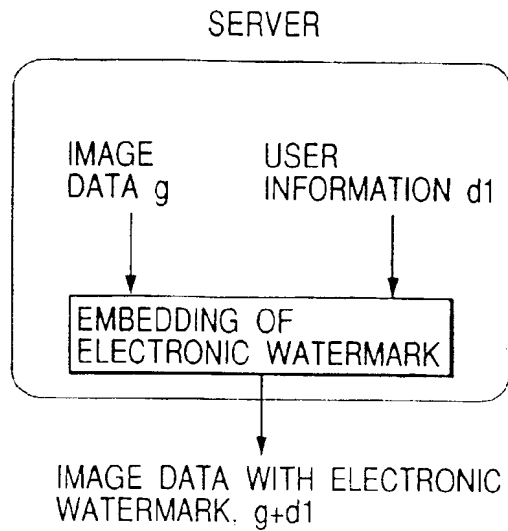 SERVER
IMAGE
DATA g
USER
INFORMATION d1
EMBEDDING OF
ELECTRONIC WATERMARK
IMAGE DATA WITH ELECTRONIC
WATERMARK, g+d1